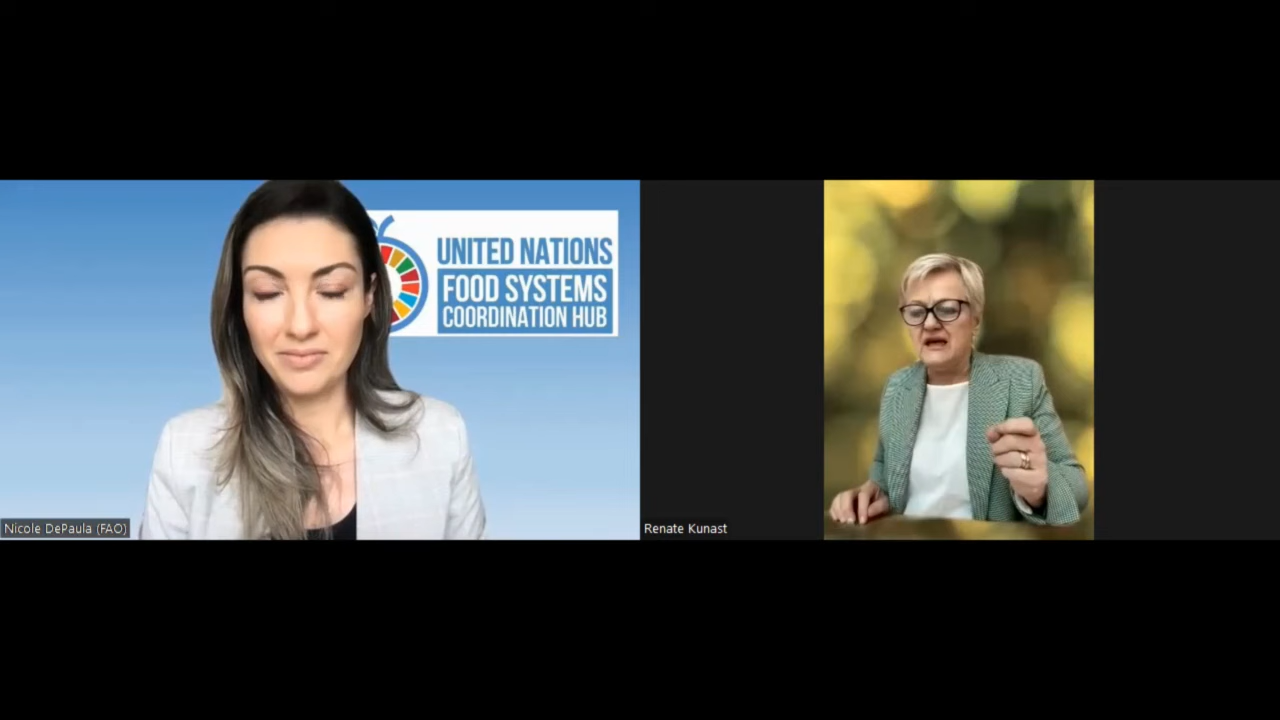 UNITED NATIONS
FOOD SYSTEMS
COORDINATION HUB
Nicole DePaula (FAO)
Renate Kunast